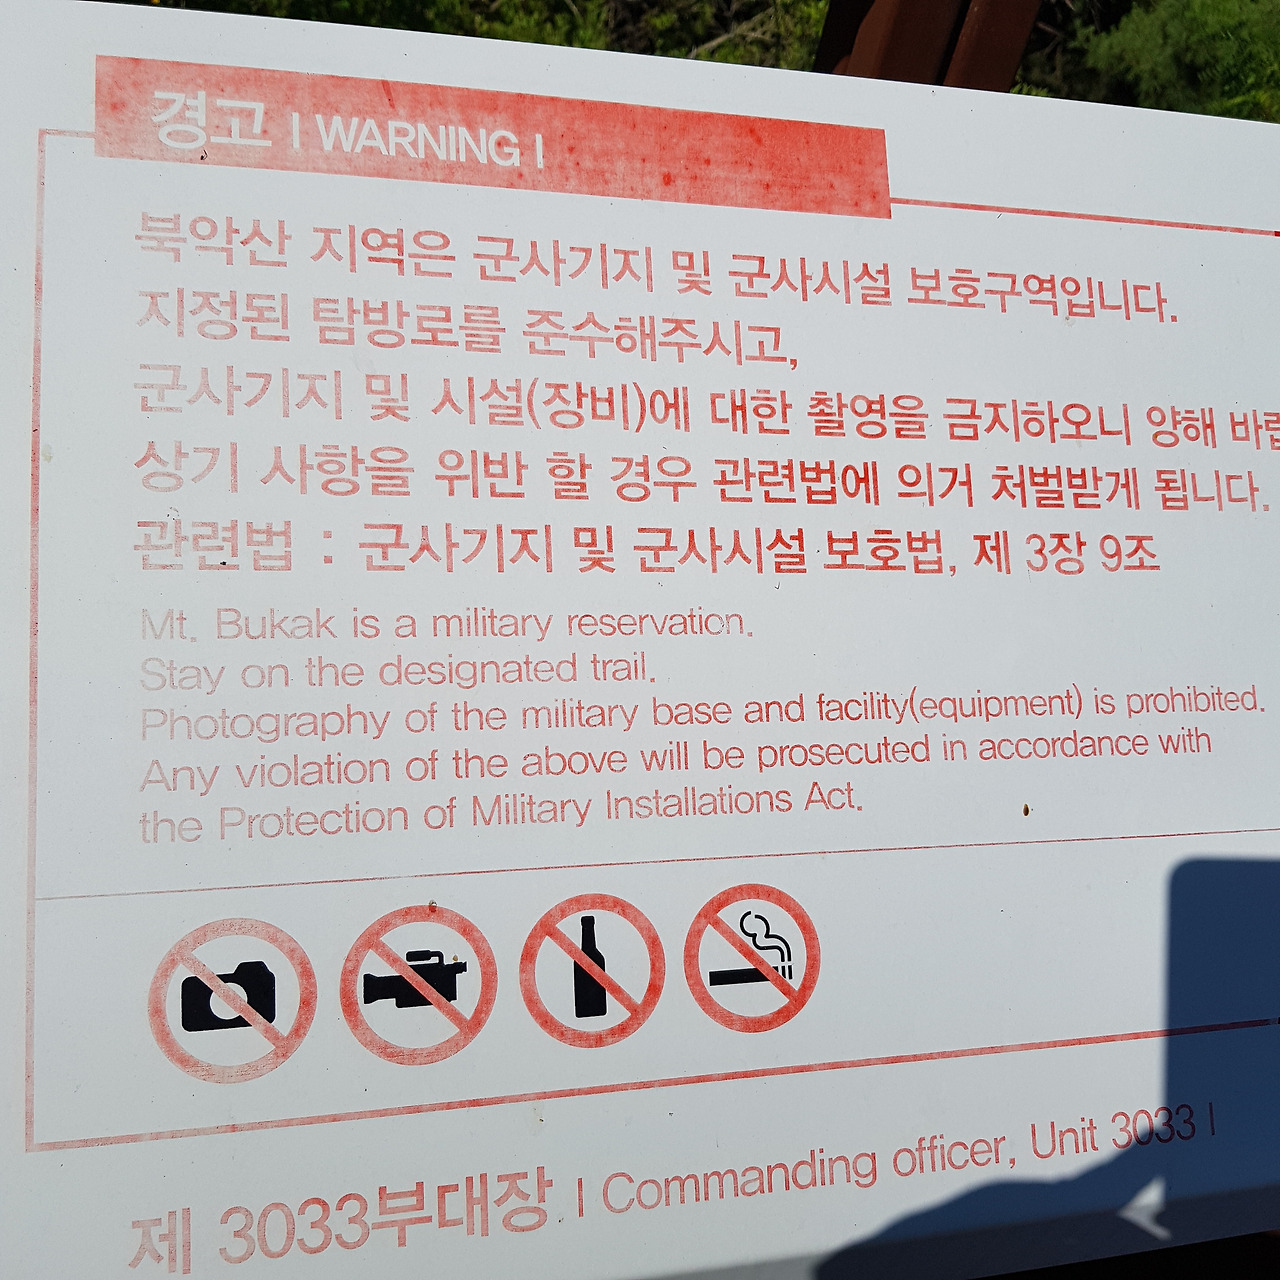 경고 | WARNING |
북악산 지역은 군사기지 및 군사시설 보호구역입니다.
지정된 탐방로를 준수해주시고,
군사기지 및 시설(장비)에 대한 촬영을 금지하오니 양해
상기 사항을 위반 할 경우 관련법에 의거 처벌받게 됩니다.
관련법 : 군사기지 및 군사시설 보호법, 제 3장 9조
Mt. Bukak is a military reservation.
Stay on the designated trail.
Photography of the military base and facility(equipment) is prohibited.
Any violation of the above will be prosecuted in accordance with
the Protection of Military Installations Act.
제 3033부대장 | Commanding officer, Unit 3033 |